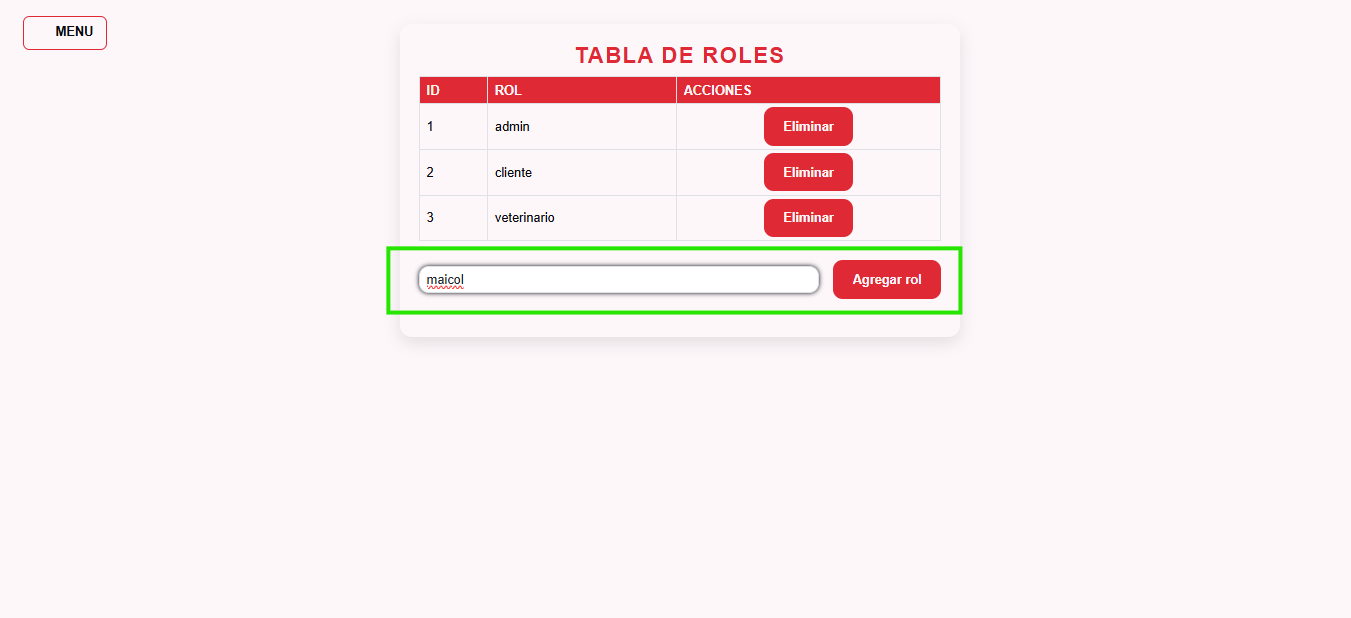 MENU
TABLA DE ROLES
ID ROL ACCIONES
1 admin Eliminar
2 cliente Eliminar
3 veterinario Eliminar
maicol Agregar rol